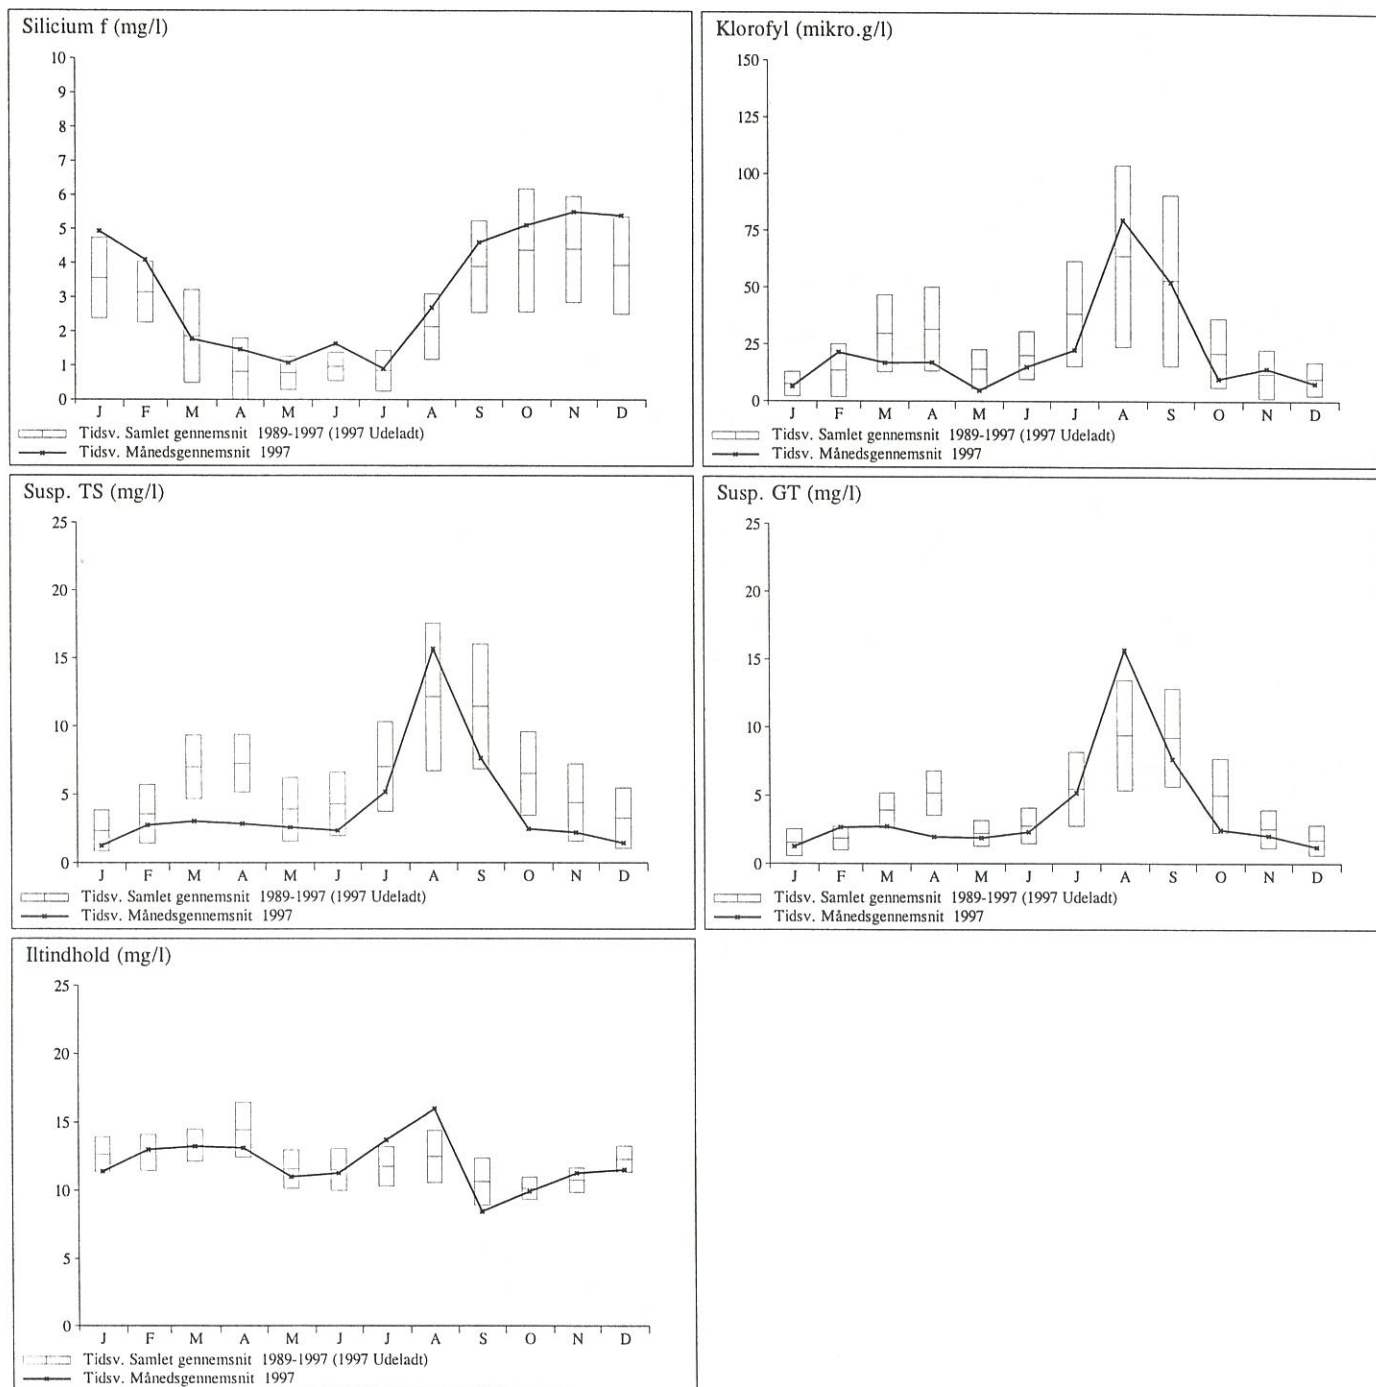 Silicium f (mg/l)
10
9
8
7
6
5
4
3
2
1
0
J F M A M J J A S O N D
Tidsv. Samlet gennemsnit 1989-1997 (1997 Udeladt)
Tidsv. Månedsgennemsnit 1997
Klorofyl (mikro.g/l)
150
125
100
75
50
25
0
J F M A M J J A S O N D
Tidsv. Samlet gennemsnit 1989-1997 (1997 Udeladt)
Tidsv. Månedsgennemsnit 1997
Susp. TS (mg/l)
25
20
15
10
5
0
J F M A M J J A S O N D
Tidsv. Samlet gennemsnit 1989-1997 (1997 Udeladt)
Tidsv. Månedsgennemsnit 1997
Susp. GT (mg/l)
25
20
15
10
5
0
J F M A M J J A S O N D
Tidsv. Samlet gennemsnit 1989-1997 (1997 Udeladt)
Tidsv. Månedsgennemsnit 1997
Iltindhold (mg/l)
25
20
15
10
5
0
J F M A M J J A S O N D
Tidsv. Samlet gennemsnit 1989-1997 (1997 Udeladt)
Tidsv. Månedsgennemsnit 1997